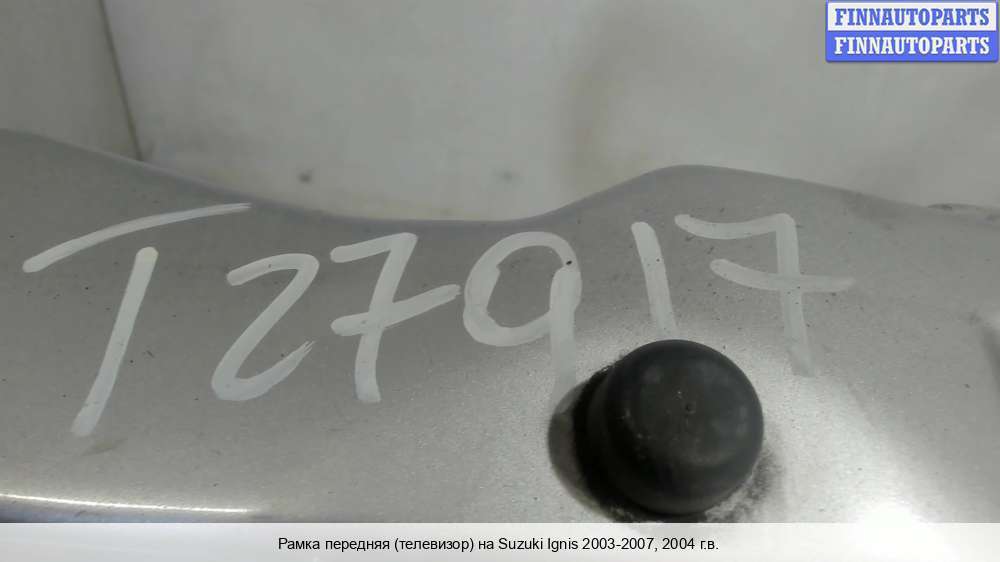 FINNAUTOPARTS
FINNAUTOPARTS
T27917
Рамка передняя (телевизор) на Suzuki Ignis 2003-2007, 2004 г.в.